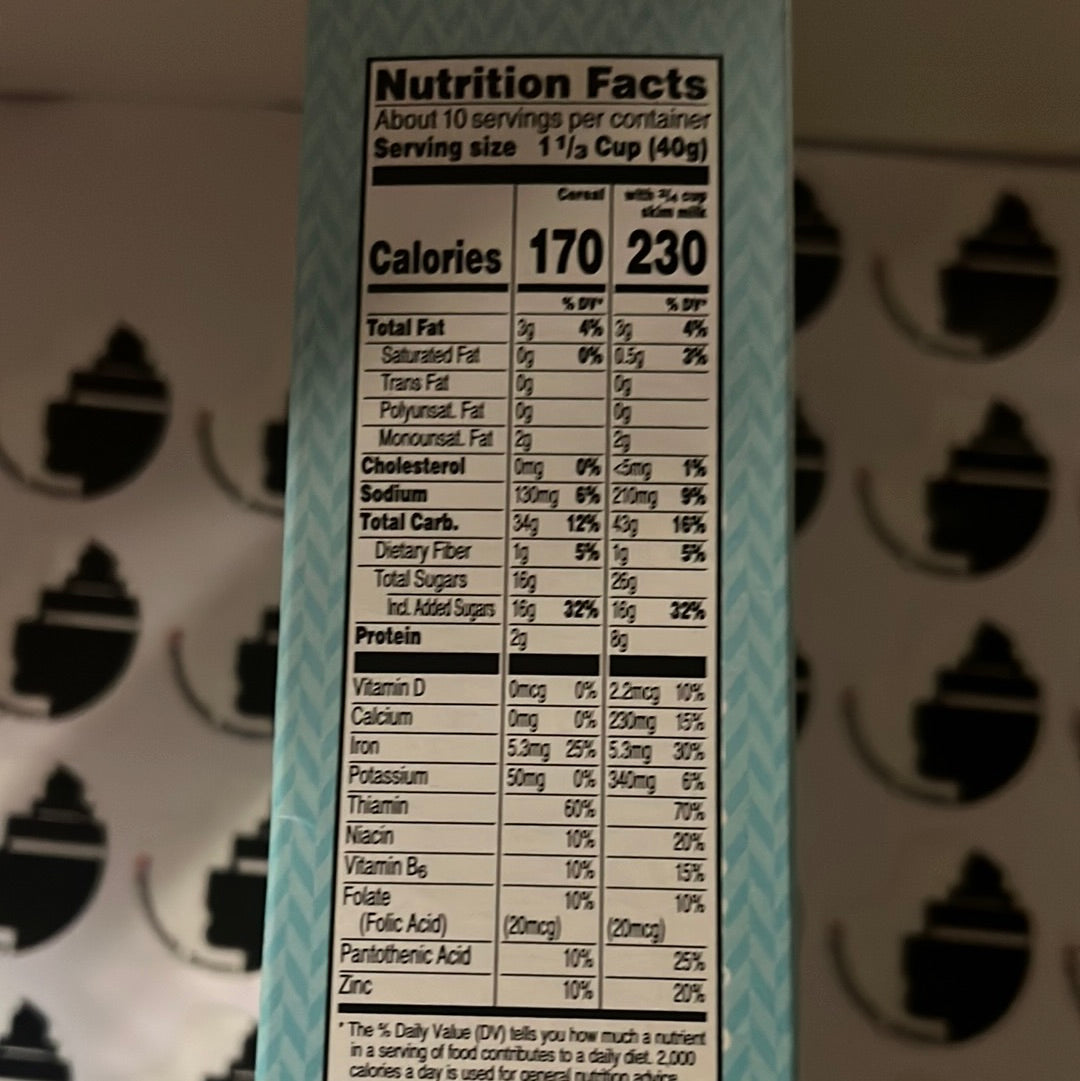 Nutrition Facts
About 10 servings per container
Serving size 1 1/3 Cup (40g)
Cereal with 3/4 cup skim milk
Calories 170 230
% DV* % DV*
Total Fat 3g 4% 3g 4%
Saturated Fat 0g 0% 0.5g 3%
Trans Fat 0g 0g
Polyunsat. Fat 0g 0g
Monounsat. Fat 2g 2g
Cholesterol 0mg 0% <5mg 1%
Sodium 130mg 6% 210mg 9%
Total Carb. 34g 12% 43g 16%
Dietary Fiber 1g 5% 1g 5%
Total Sugars 16g 26g
Incl. Added Sugars 16g 32% 16g 32%
Protein 2g 8g
Vitamin D 0mcg 0% 2.2mcg 10%
Calcium 0mg 0% 230mg 15%
Iron 5.3mg 25% 5.3mg 30%
Potassium 50mg 0% 340mg 6%
Thiamin 60% 70%
Niacin 10% 20%
Vitamin B6 10% 15%
Folate 10% 10%
(Folic Acid) (20mcg) (20mcg)
Pantothenic Acid 10% 25%
Zinc 10% 20%
* The % Daily Value (DV) tells you how much a nutrient
in a serving of food contributes to a daily diet. 2,000
calories a day is used for general nutrition advice.